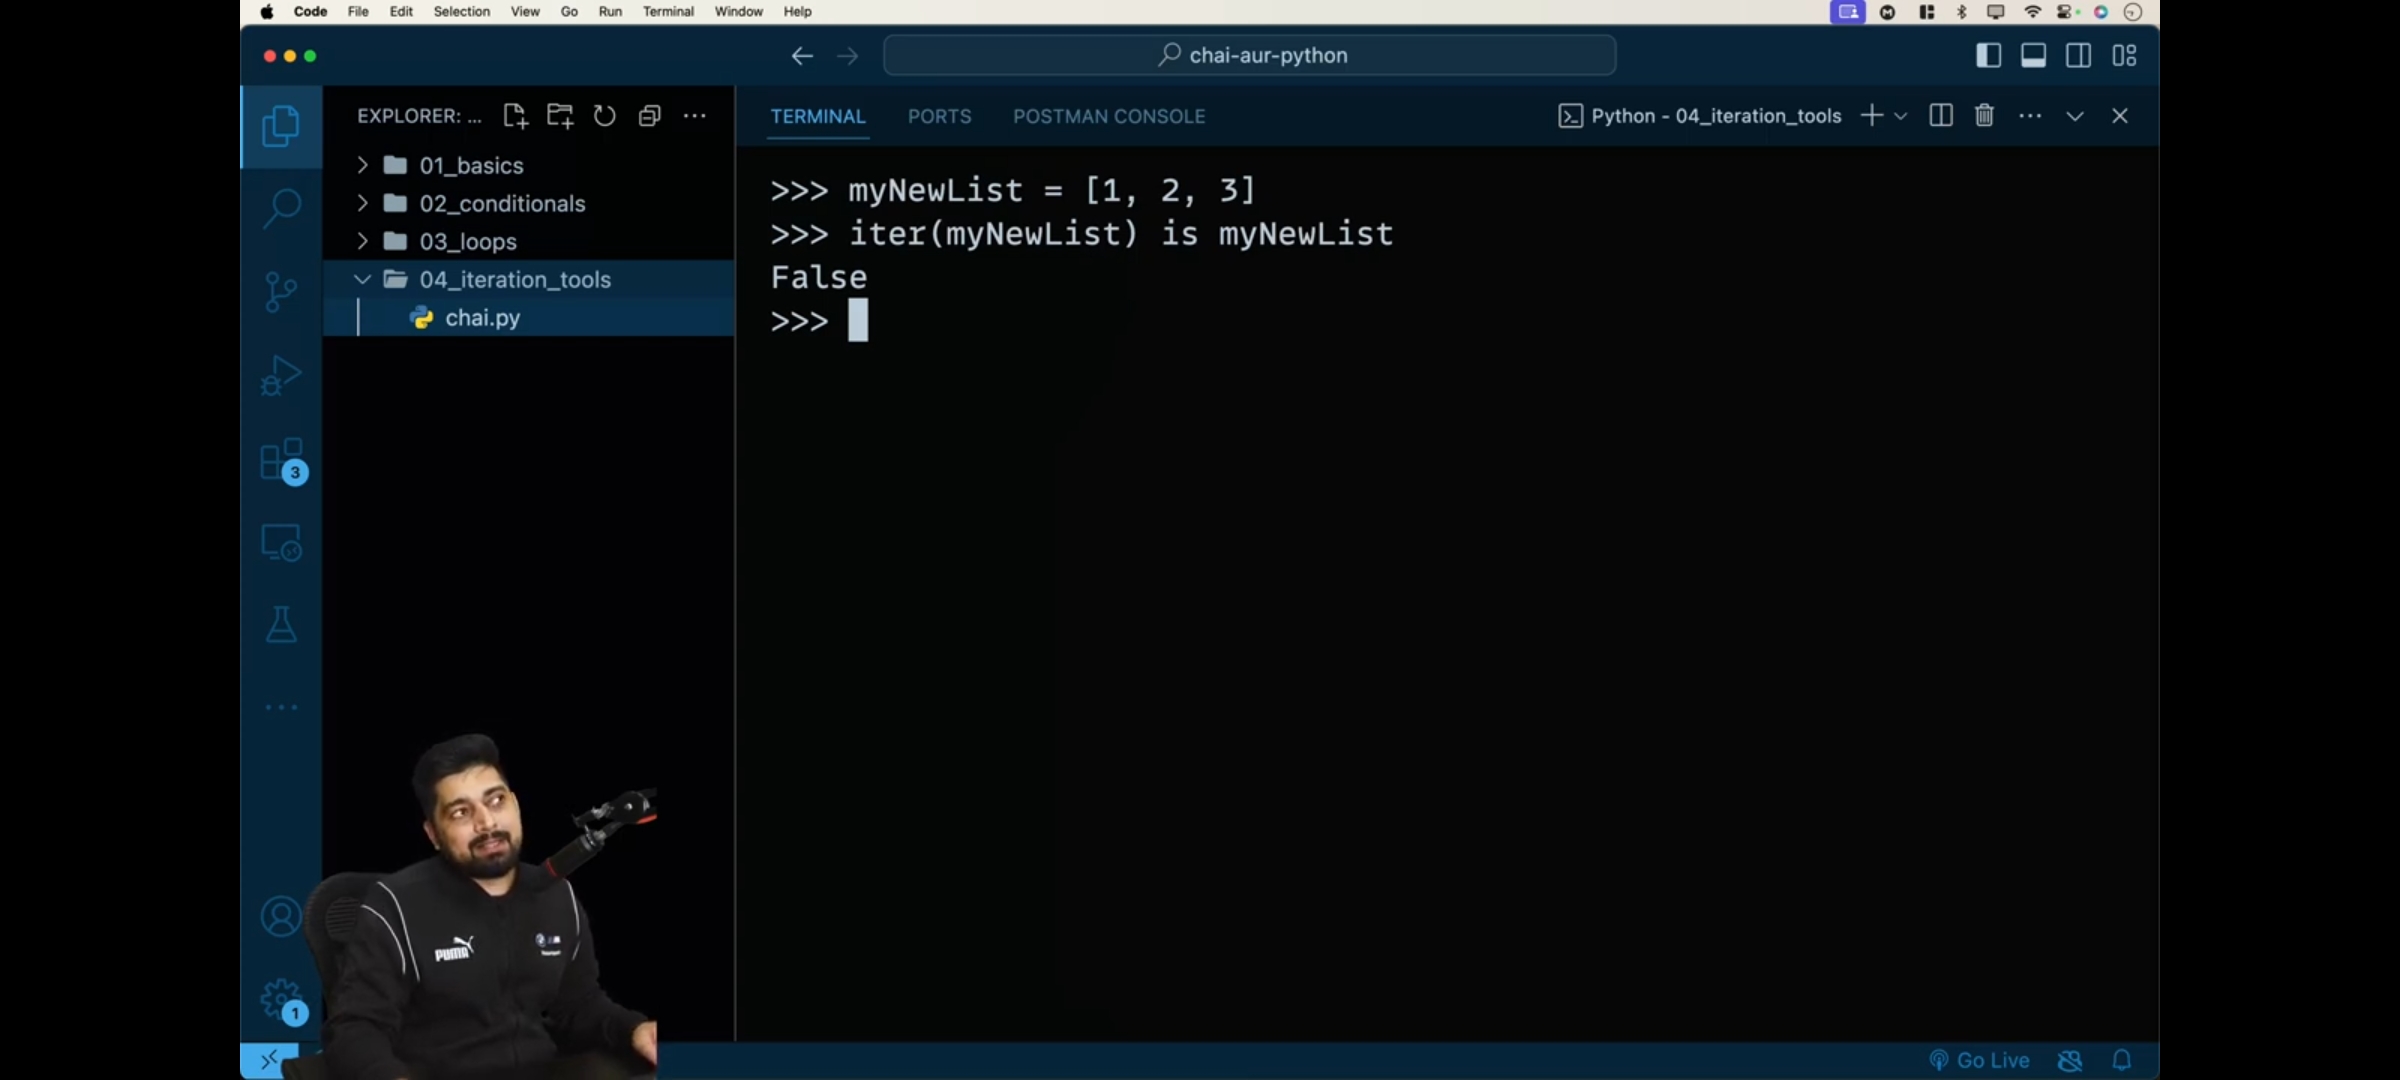 Code File Edit Selection View Go Run Terminal Window Help
chai-aur-python
EXPLORER: ...
01_basics
02_conditionals
03_loops
04_iteration_tools
chai.py
TERMINAL PORTS POSTMAN CONSOLE
Python - 04_iteration_tools
>>> myNewList = [1, 2, 3]
>>> iter(myNewList) is myNewList
False
>>>
3
1
PUMA
Go Live